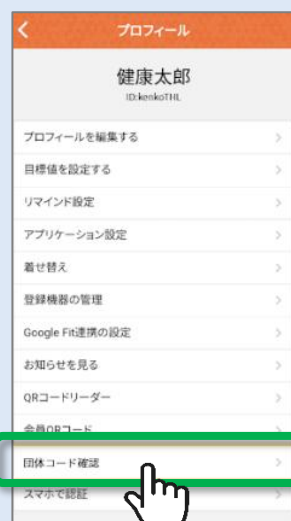 プロフィール
健康太郎
ID:kenkoTHL
プロフィールを編集する
目標値を設定する
リマインド設定
アプリケーション設定
着せ替え
登録機器の管理
Google Fit連携の設定
お知らせを見る
QRコードリーダー
会員QRコード
団体コード確認
スマホで認証